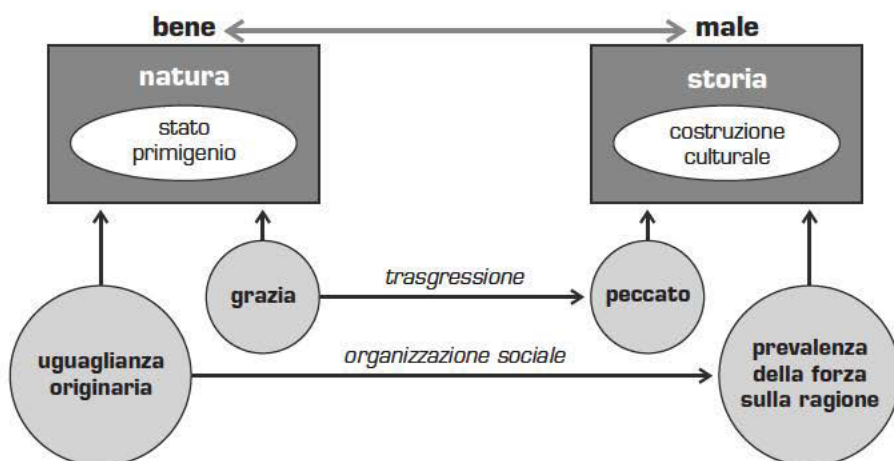 bene
male
natura
stato
primigenio
storia
costruzione
culturale
grazia
trasgressione
peccato
uguaglianza
originaria
organizzazione sociale
prevalenza
della forza
sulla ragione